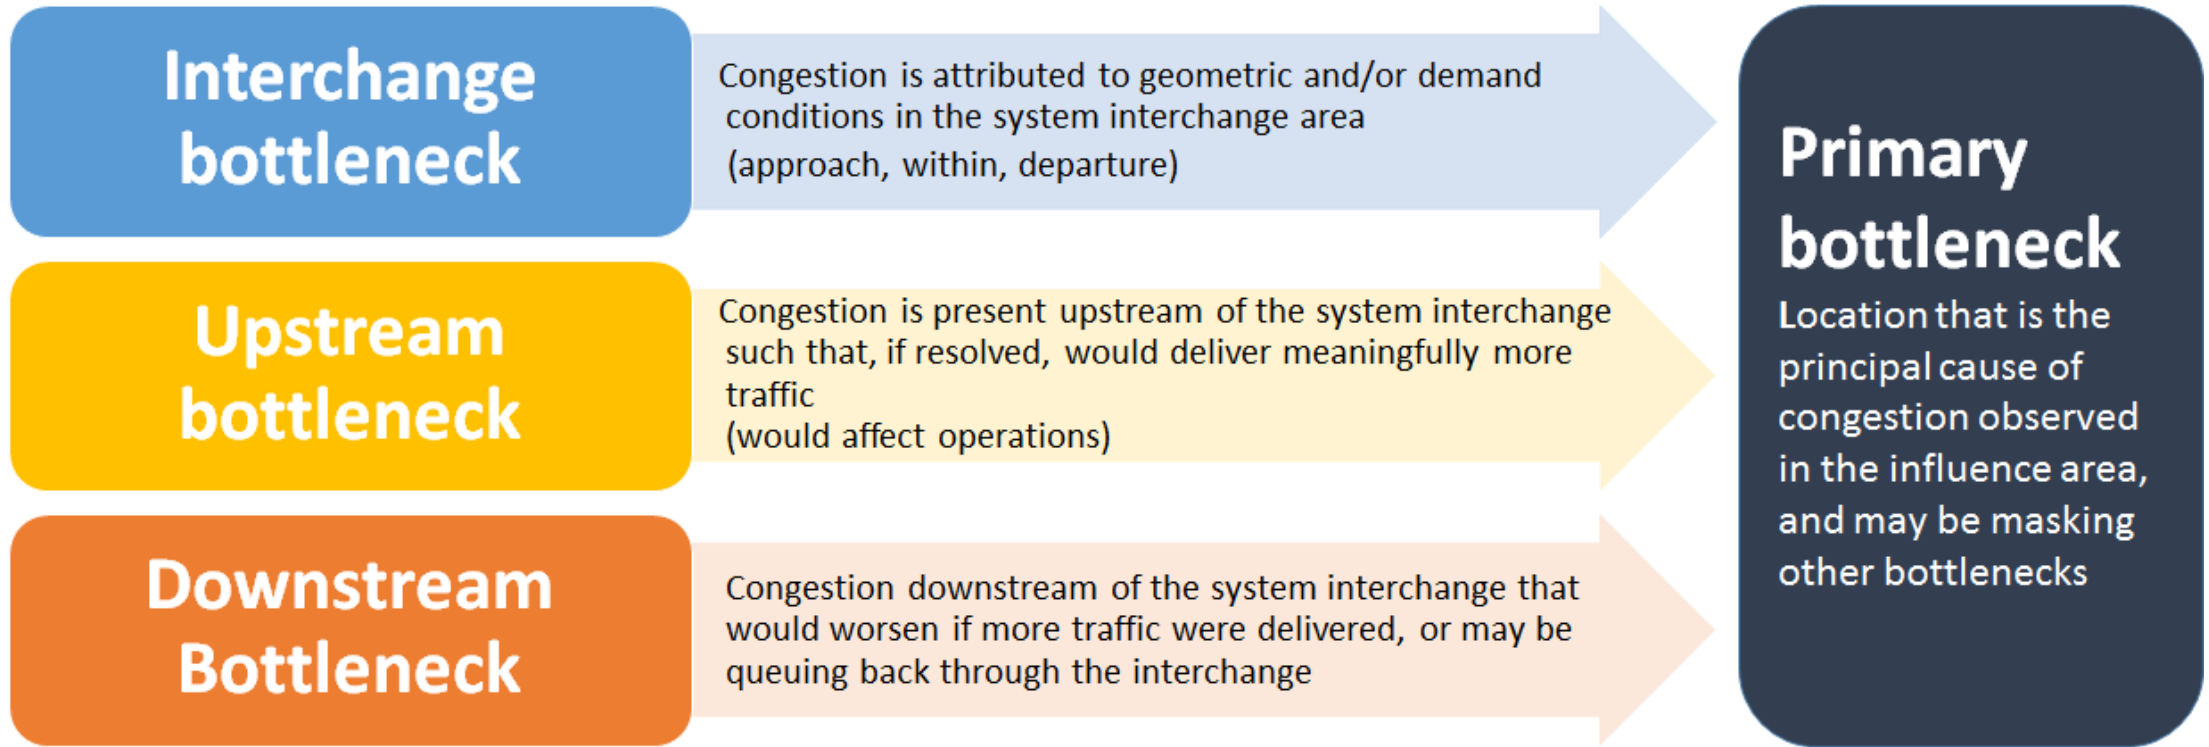 Interchange
bottleneck
Congestion is attributed to geometric and/or demand
conditions in the system interchange area
(approach, within, departure)
Upstream
bottleneck
Congestion is present upstream of the system interchange
such that, if resolved, would deliver meaningfully more
traffic
(would affect operations)
Downstream
Bottleneck
Congestion downstream of the system interchange that
would worsen if more traffic were delivered, or may be
queuing back through the interchange
Primary
bottleneck
Location that is the
principal cause of
congestion observed
in the influence area,
and may be masking
other bottlenecks